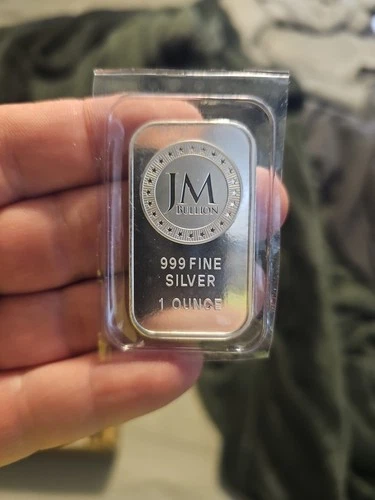 JM
BULLION
999 FINE
SILVER
1 OUNCE